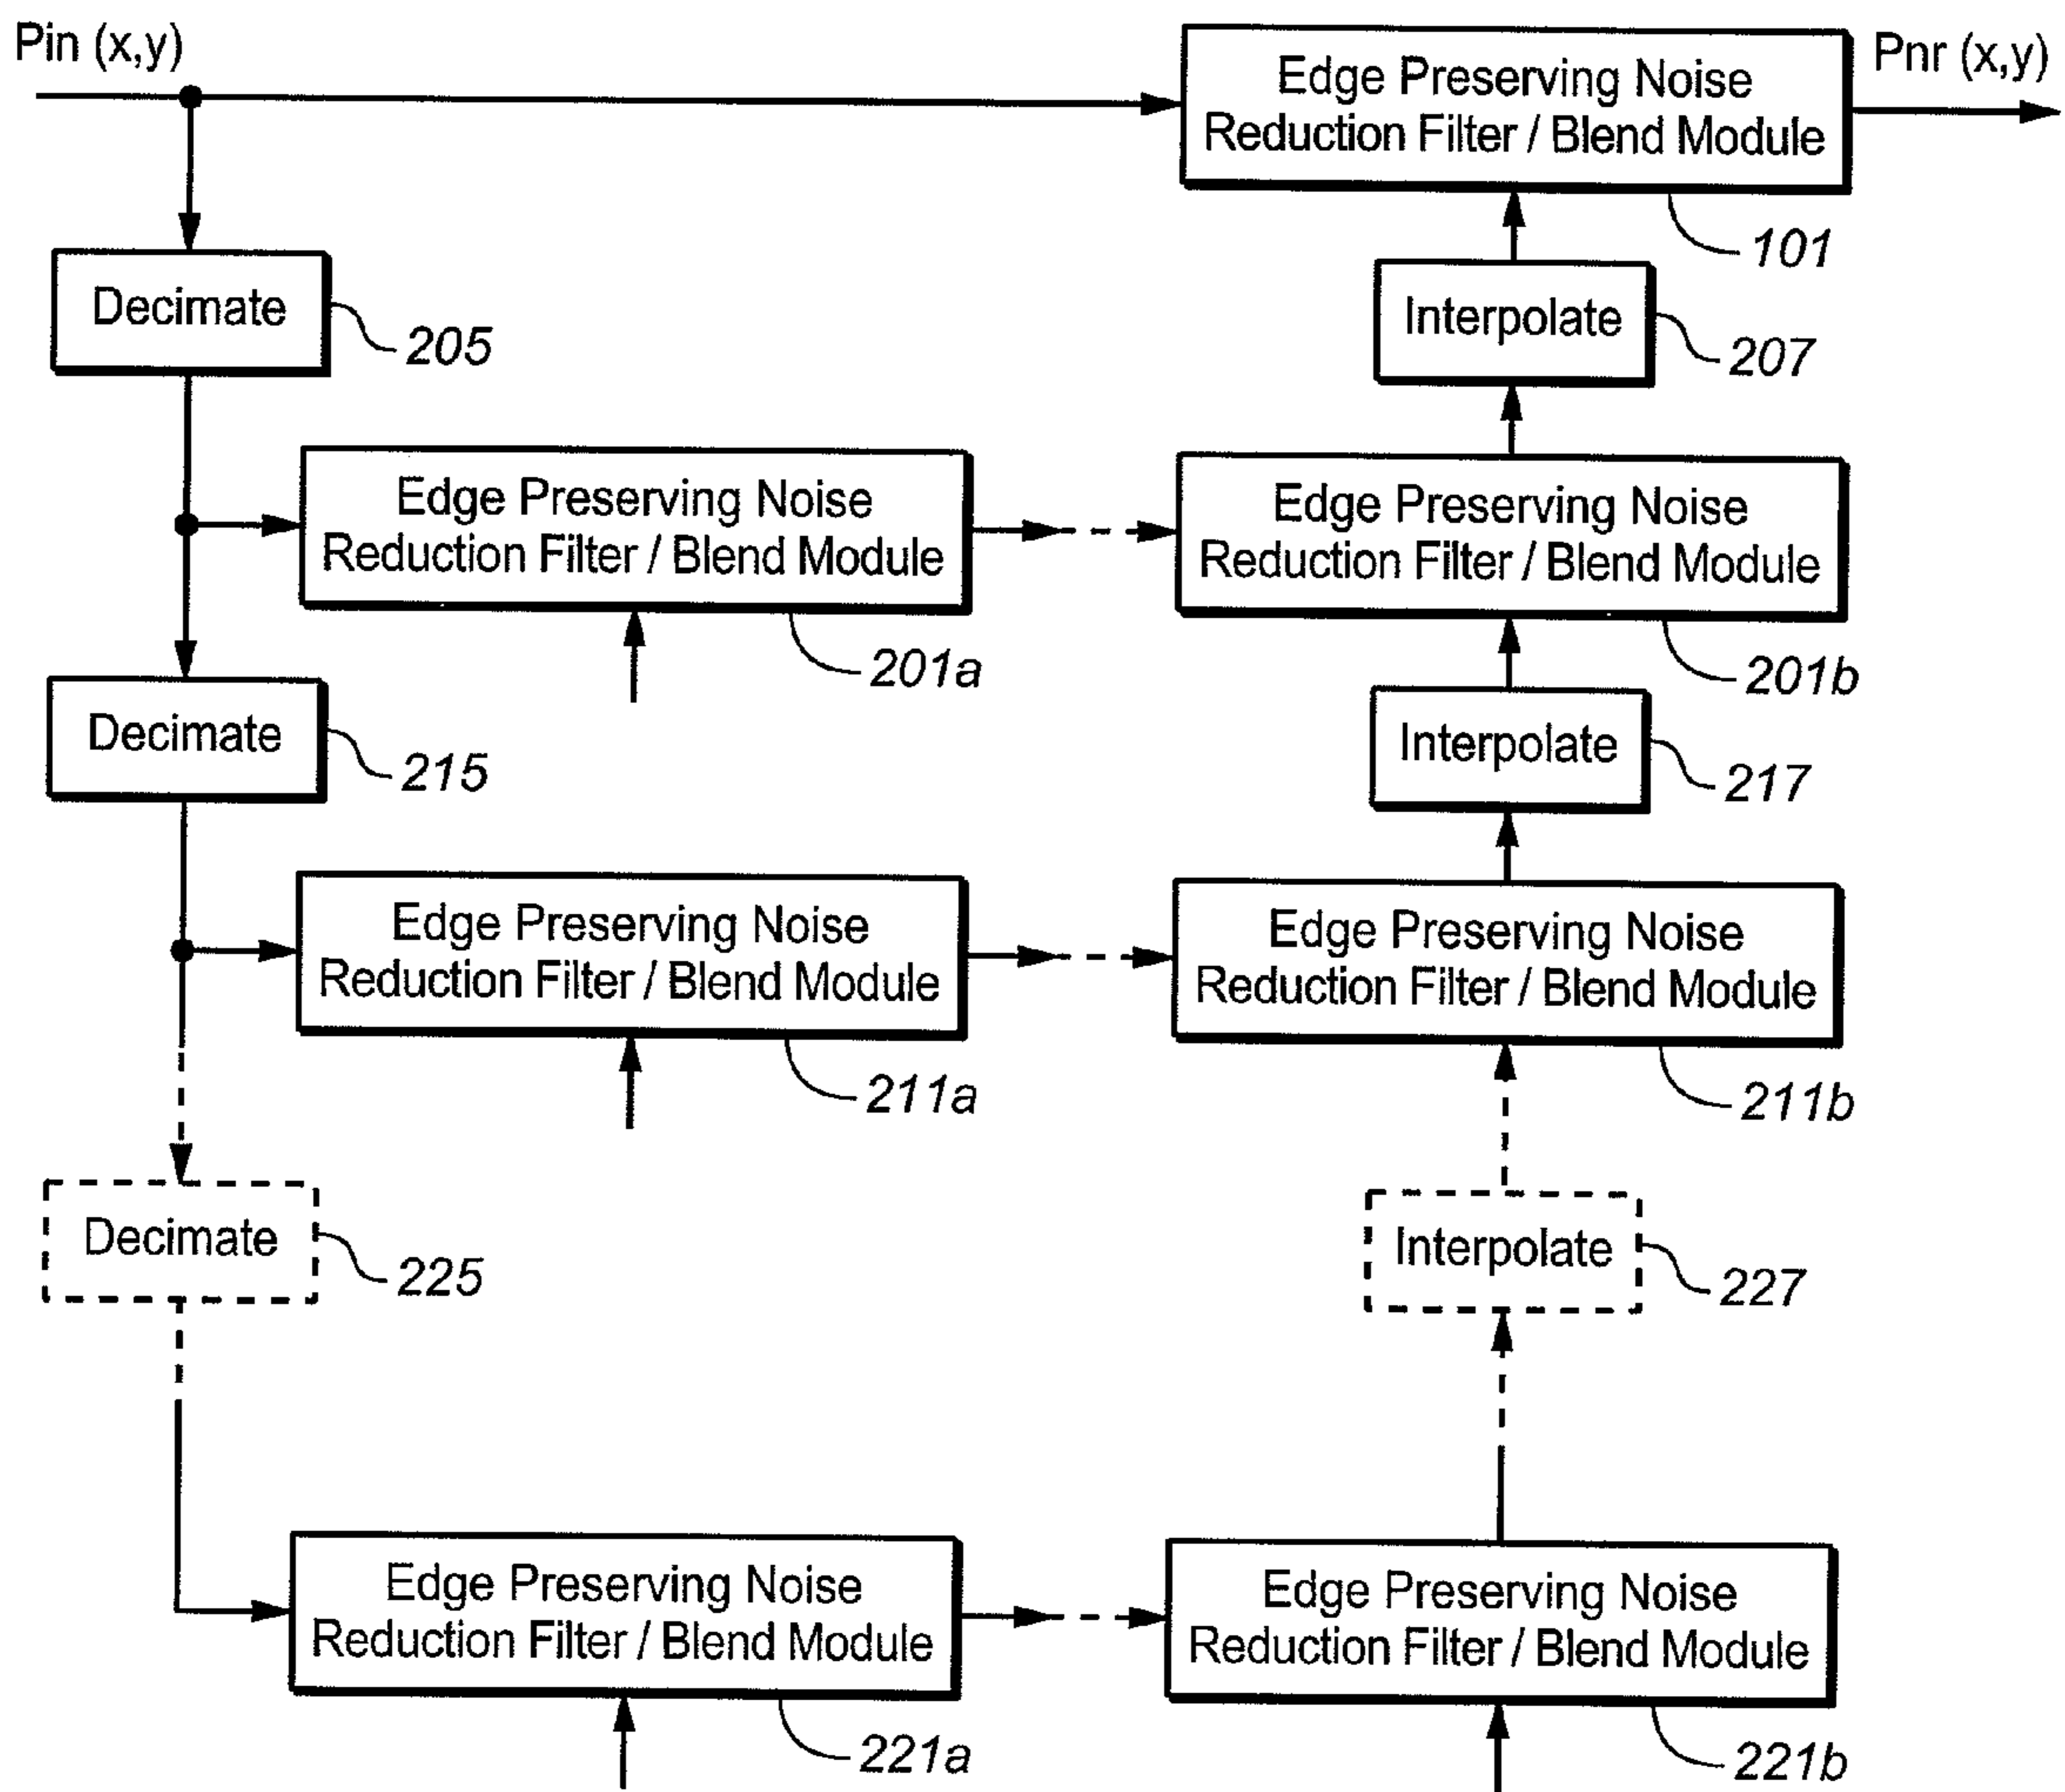 Pin (x,y)
Edge Preserving Noise
Reduction Filter / Blend Module
Pnr (x,y)
101
Decimate
205
Interpolate
207
Edge Preserving Noise
Reduction Filter / Blend Module
201a
Edge Preserving Noise
Reduction Filter / Blend Module
201b
Decimate
215
Interpolate
217
Edge Preserving Noise
Reduction Filter / Blend Module
211a
Edge Preserving Noise
Reduction Filter / Blend Module
211b
Decimate
225
Interpolate
227
Edge Preserving Noise
Reduction Filter / Blend Module
221a
Edge Preserving Noise
Reduction Filter / Blend Module
221b